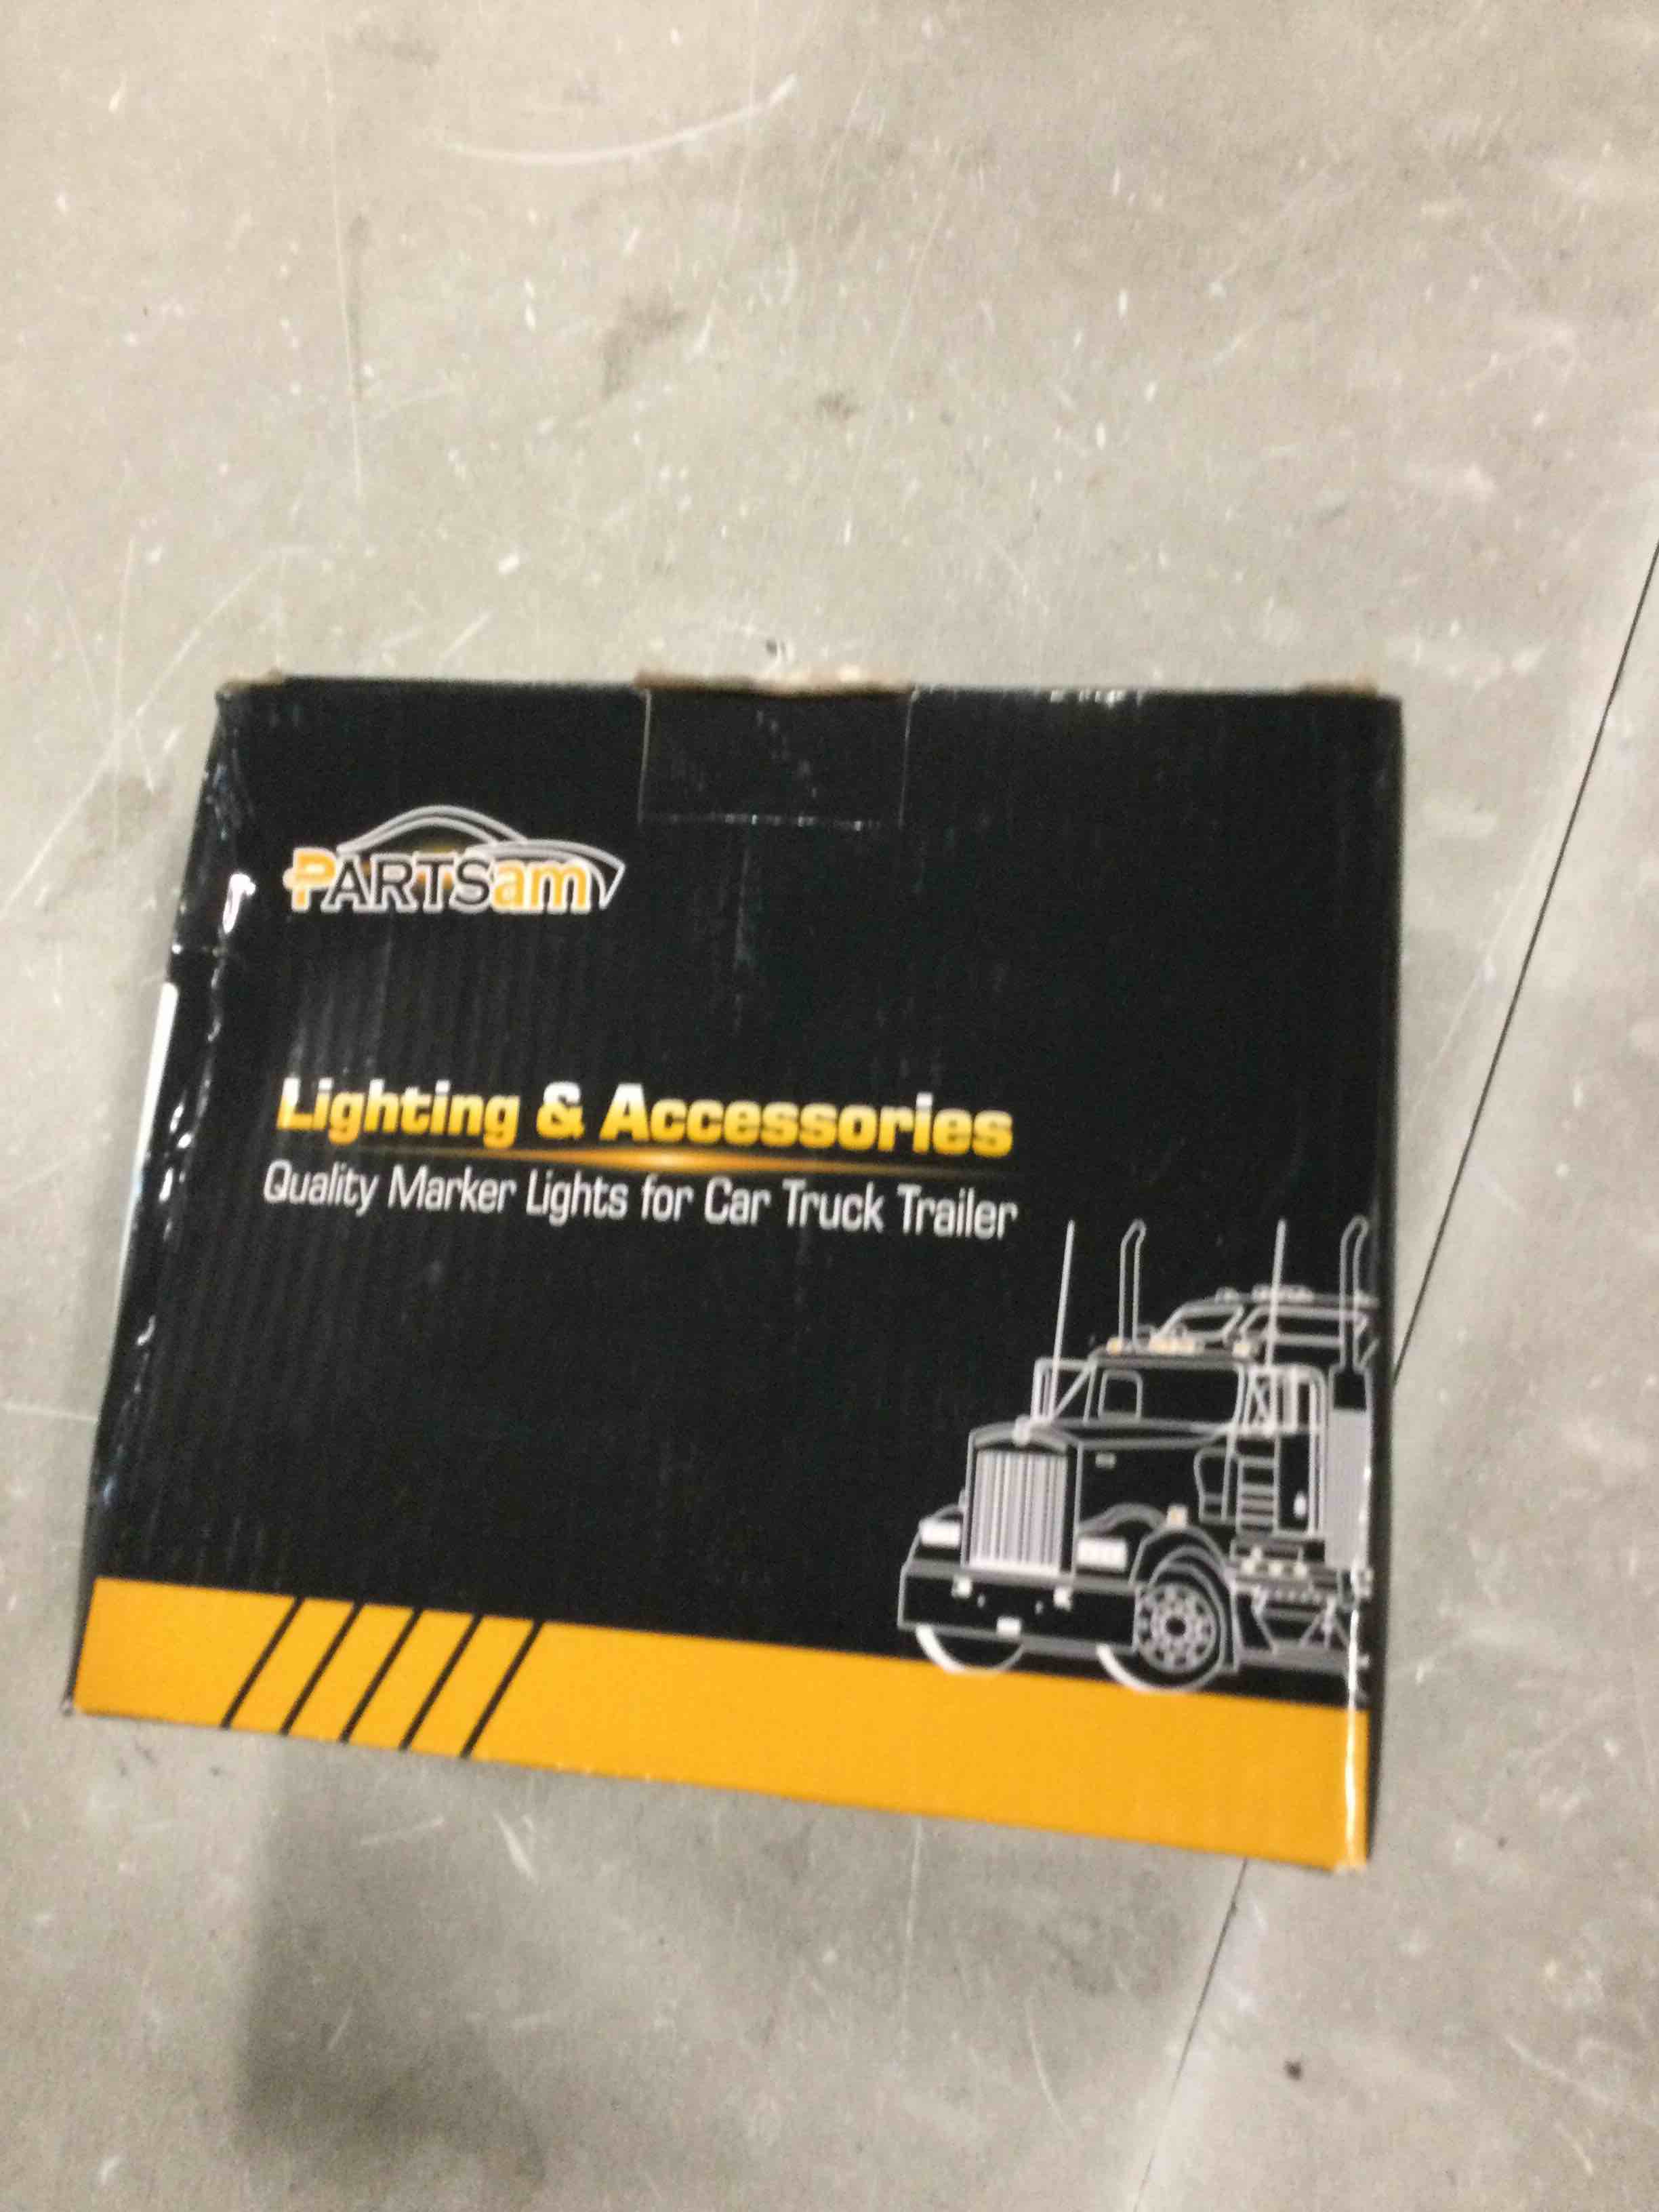 PARTSam
Lighting & Accessories
Quality Marker Lights for Car Truck Trailer